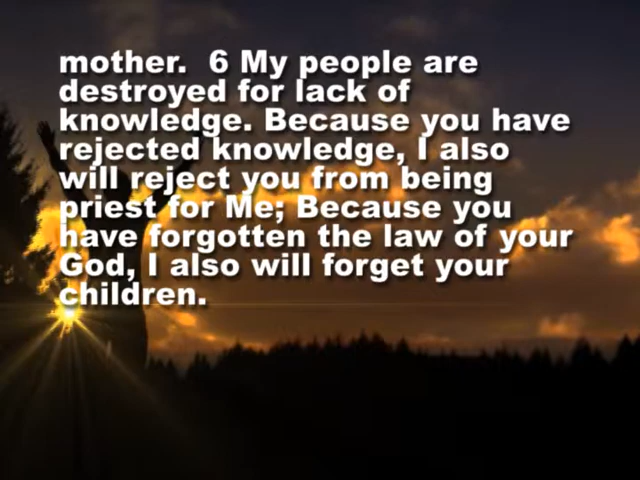 mother.  6 My people are
destroyed for lack of
knowledge. Because you have
rejected knowledge, I also
will reject you from being
priest for Me; Because you
have forgotten the law of your
God, I also will forget your
children.